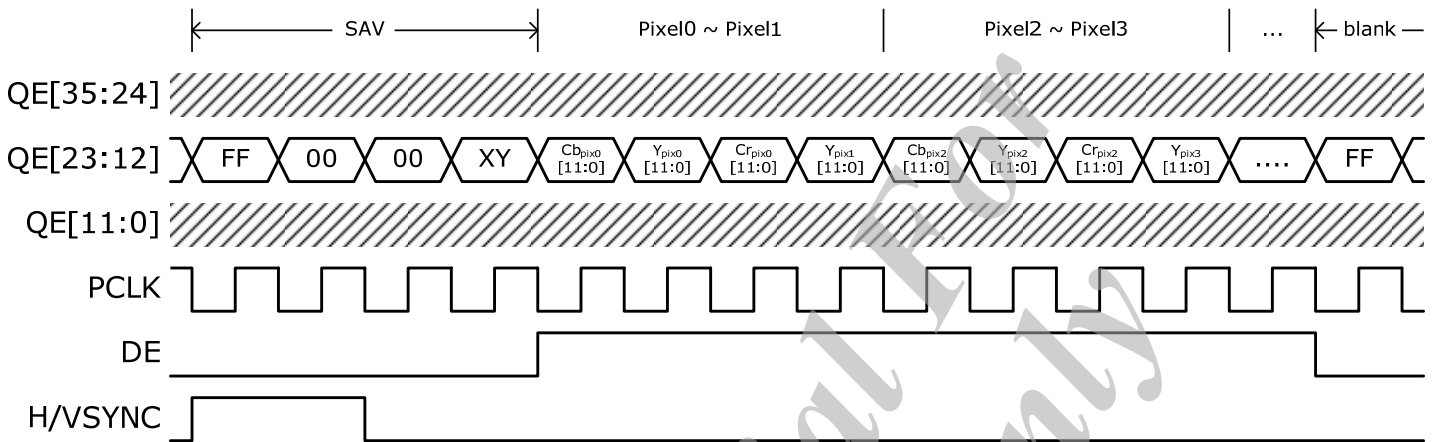 SAV Pixel0 ~ Pixel1 Pixel2 ~ Pixel3 ... blank
QE[35:24]
QE[23:12] FF 00 00 XY Cbpix0 [11:0] Ypix0 [11:0] Crpix0 [11:0] Ypix1 [11:0] Cbpix2 [11:0] Ypix2 [11:0] Crpix2 [11:0] Ypix3 [11:0] .... FF
QE[11:0]
PCLK
DE
H/VSYNC
For